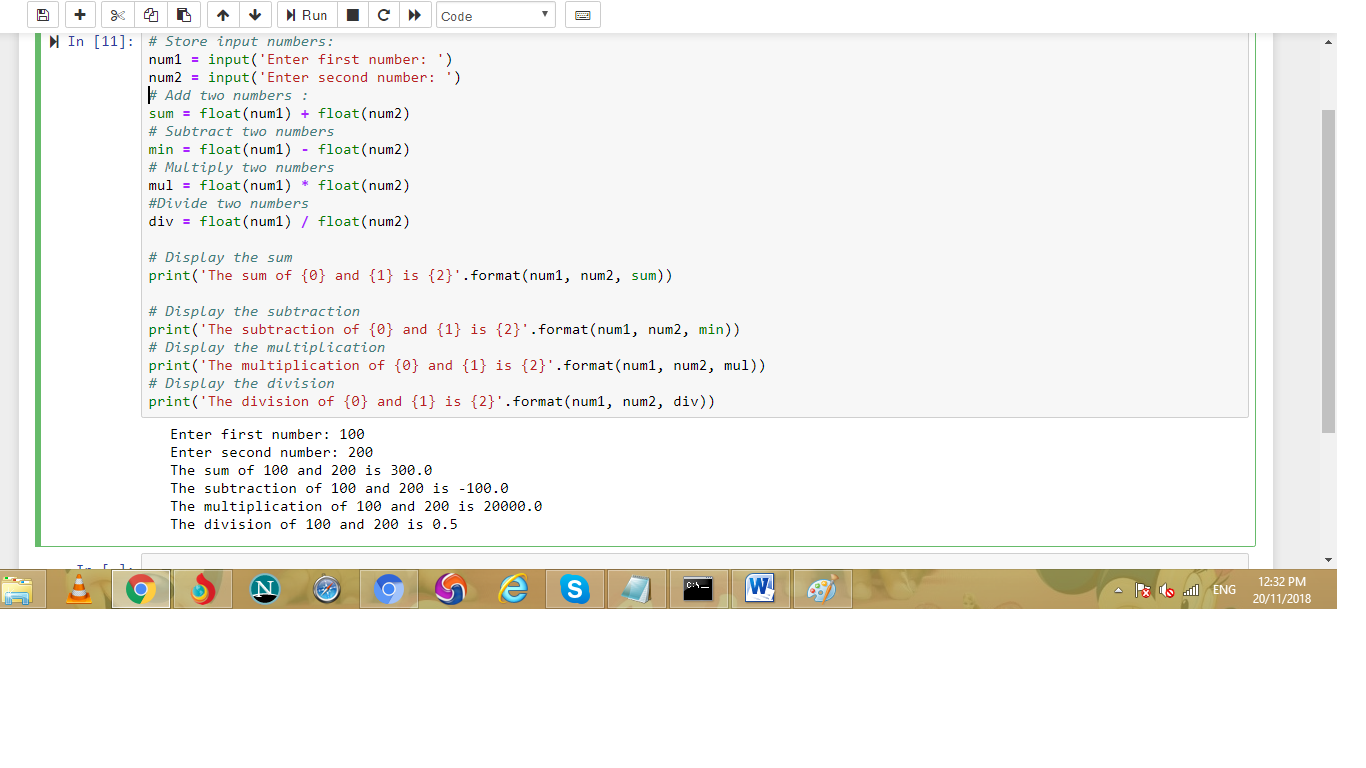 Run
Code
In [11]:
# Store input numbers:
num1 = input('Enter first number: ')
num2 = input('Enter second number: ')
# Add two numbers :
sum = float(num1) + float(num2)
# Subtract two numbers
min = float(num1) - float(num2)
# Multiply two numbers
mul = float(num1) * float(num2)
#Divide two numbers
div = float(num1) / float(num2)
# Display the sum
print('The sum of {0} and {1} is {2}'.format(num1, num2, sum))
# Display the subtraction
print('The subtraction of {0} and {1} is {2}'.format(num1, num2, min))
# Display the multiplication
print('The multiplication of {0} and {1} is {2}'.format(num1, num2, mul))
# Display the division
print('The division of {0} and {1} is {2}'.format(num1, num2, div))
Enter first number: 100
Enter second number: 200
The sum of 100 and 200 is 300.0
The subtraction of 100 and 200 is -100.0
The multiplication of 100 and 200 is 20000.0
The division of 100 and 200 is 0.5
In [ ]:
N
S
C:\_
W
ENG
12:32 PM
20/11/2018